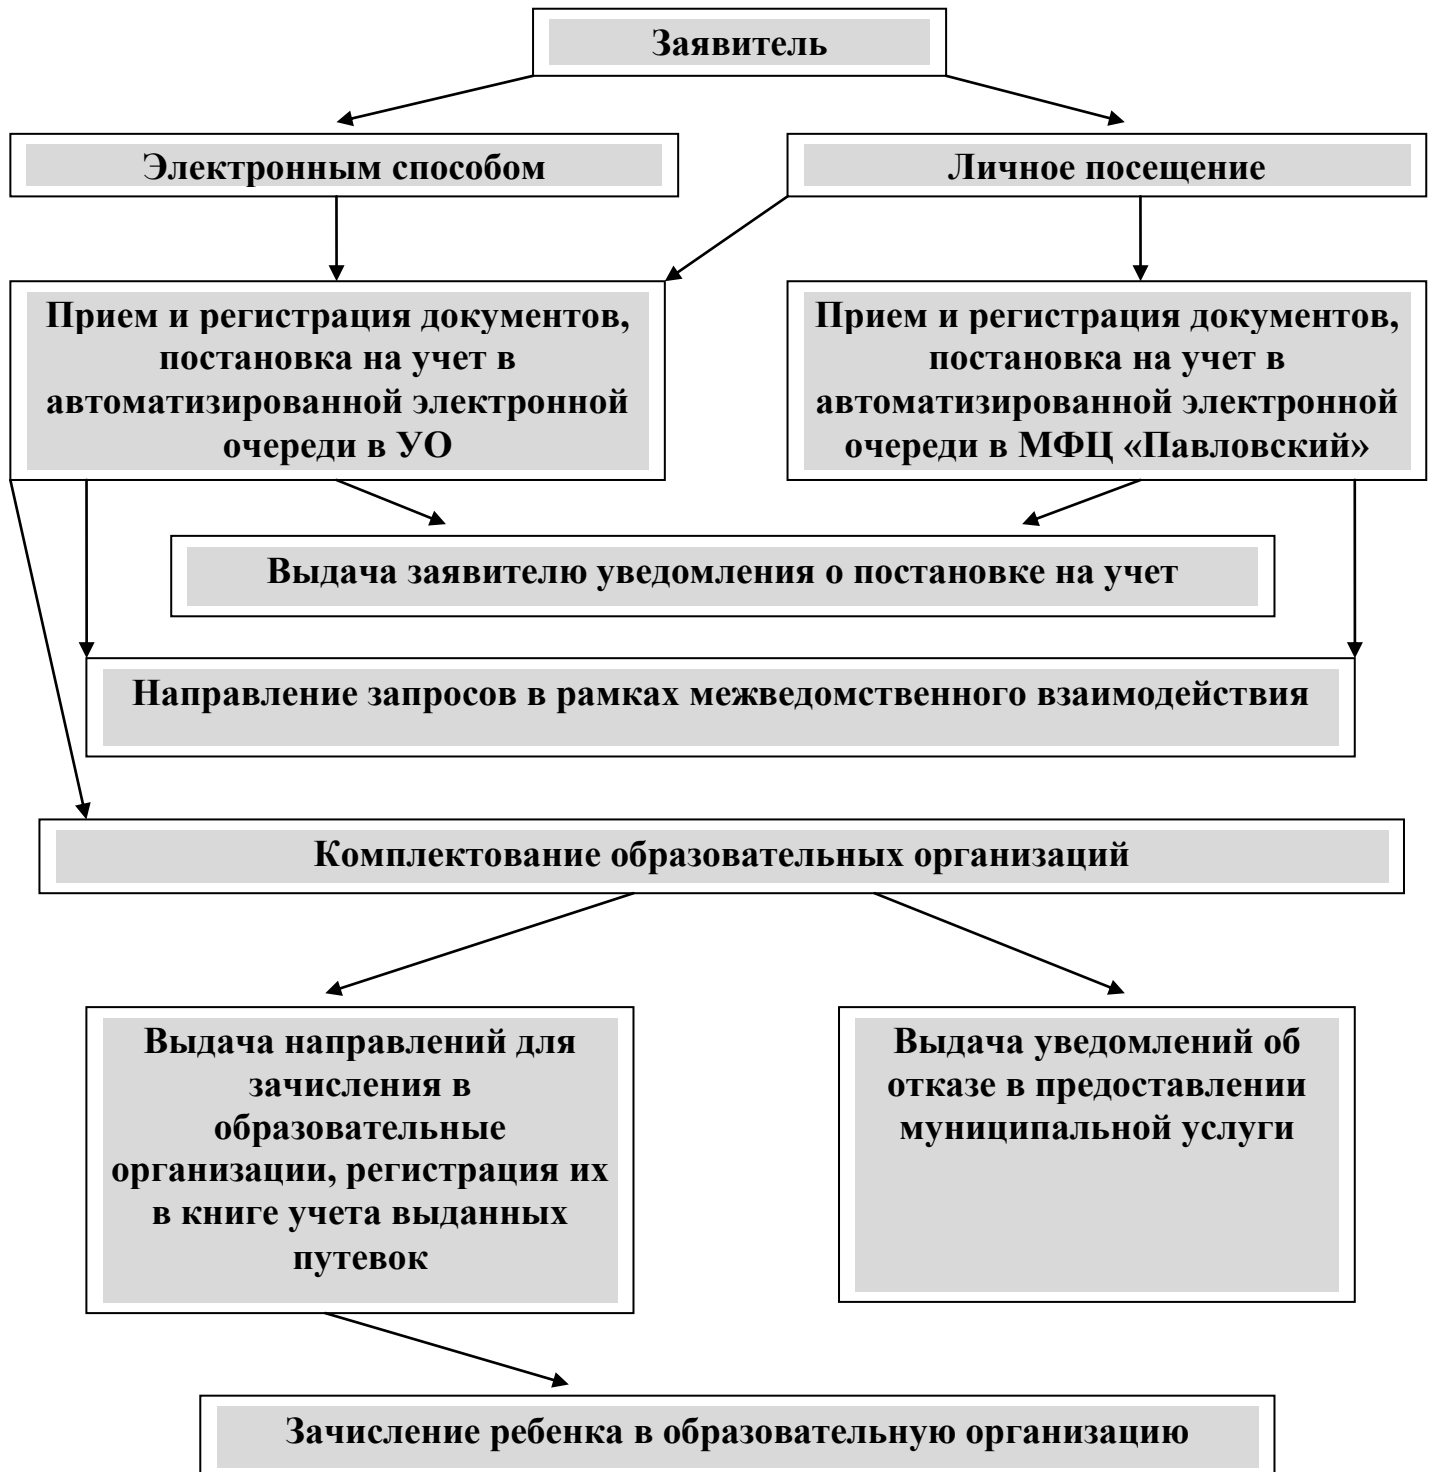 Заявитель
Электронным способом
Личное посещение
Прием и регистрация документов,
постановка на учет в
автоматизированной электронной
очереди в УО
Прием и регистрация документов,
постановка на учет в
автоматизированной электронной
очереди в МФЦ «Павловский»
Выдача заявителю уведомления о постановке на учет
Направление запросов в рамках межведомственного взаимодействия
Комплектование образовательных организаций
Выдача направлений для
зачисления в
образовательные
организации, регистрация их
в книге учета выданных
путевок
Выдача уведомлений об
отказе в предоставлении
муниципальной услуги
Зачисление ребенка в образовательную организацию